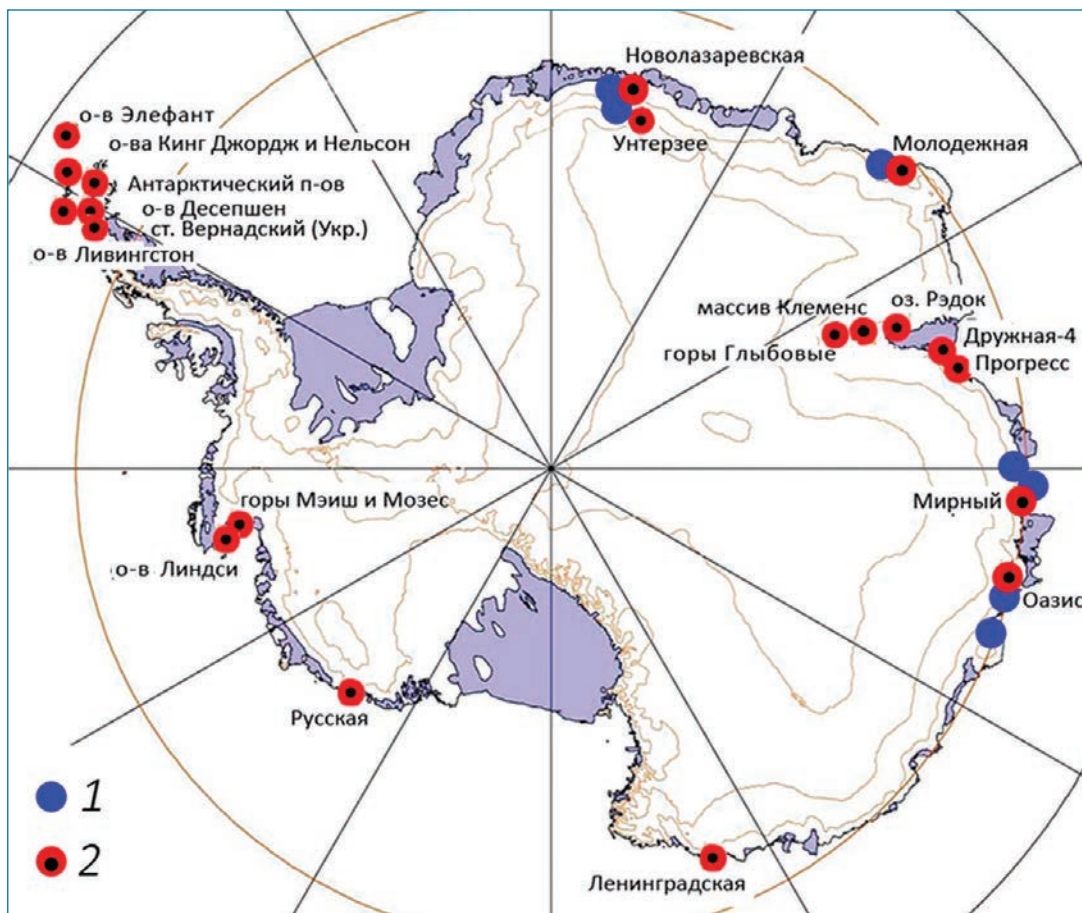 Новолазаревская
о-в Элефант
о-ва Кинг Джордж и Нельсон
Унтерзее
Молодежная
Антарктический п-ов
о-в Десепшен
ст. Вернадский (Укр.)
о-в Ливингстон
массив Клеменс
оз. Рэдок
Дружная-4
горы Глыбовые
Прогресс
горы Мэиш и Мозес
Мирный
о-в Линдси
Оазис
Русская
1
2
Ленинградская